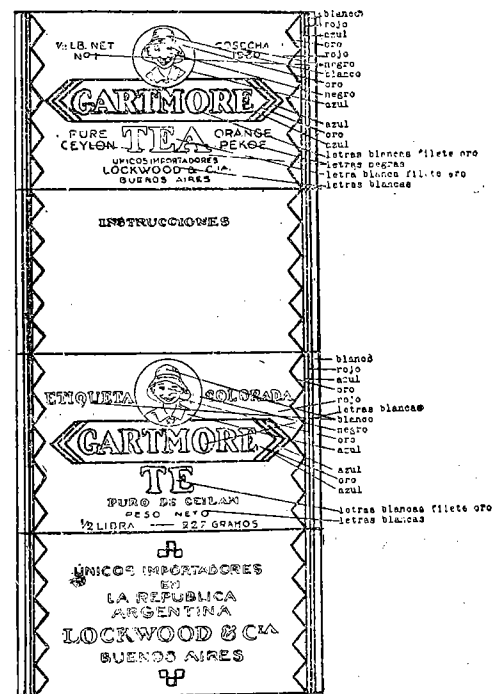 ½ LB. NET COSECHA
Nº 1
GARTMORE
PURE TEA ORANGE
CEYLON PEKOE
UNICOS IMPORTADORES
LOCKWOOD & CIA.
BUENOS AIRES
blanco
rojo
azul
oro
rojo
negro
blanco
oro
negro
azul
azul
oro
azul
letras blancas filete oro
letras negras
letra blanca filete oro
letras blancas
INSTRUCCIONES
ETIQUETA COLORADA
GARTMORE
TE
PURO DE CEILAN
PESO NETO
½ LIBRA — 227 GRAMOS
blanco
rojo
azul
oro
rojo
letras blancas
blanco
negro
oro
azul
azul
oro
azul
letras blancas filete oro
letras blancas
ÚNICOS IMPORTADORES
EN
LA REPUBLICA
ARGENTINA
LOCKWOOD & CIA
BUENOS AIRES